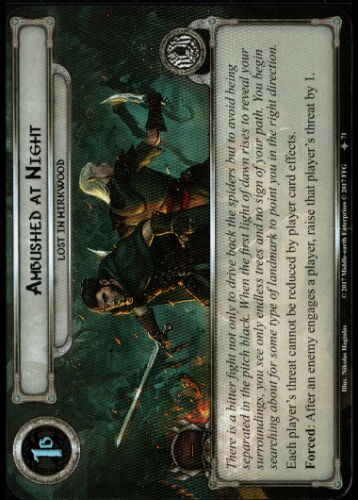 1B
AMBUSHED AT NIGHT
LOST IN MIRKWOOD
There is a bitter fight not only to drive back the spiders but to avoid being
separated in the pitch black. When the first light of dawn rises to reveal your
surroundings, you see only endless trees and no sign of your path. You begin
searching about for some type of landmark to point you in the right direction.
Each player's threat cannot be reduced by player card effects.
Forced: After an enemy engages a player, raise that player's threat by 1.
Illus. Nikolas Hagialas © 2017 Middle-earth Enterprises © 2017 FFG 71